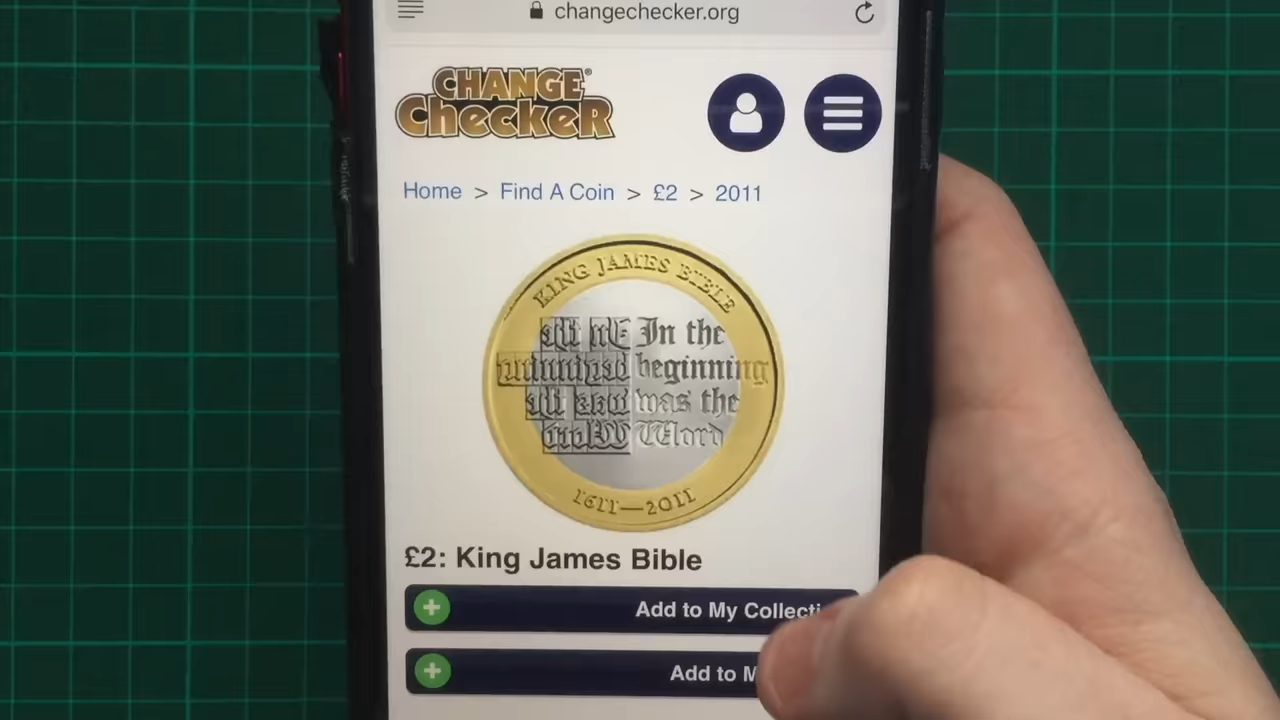 changechecker.org
CHANGE
CHECKER
Home > Find A Coin > £2 > 2011
KING JAMES BIBLE
In the
beginning
was the
Word
1611—2011
£2: King James Bible
Add to My Collecti
Add to M